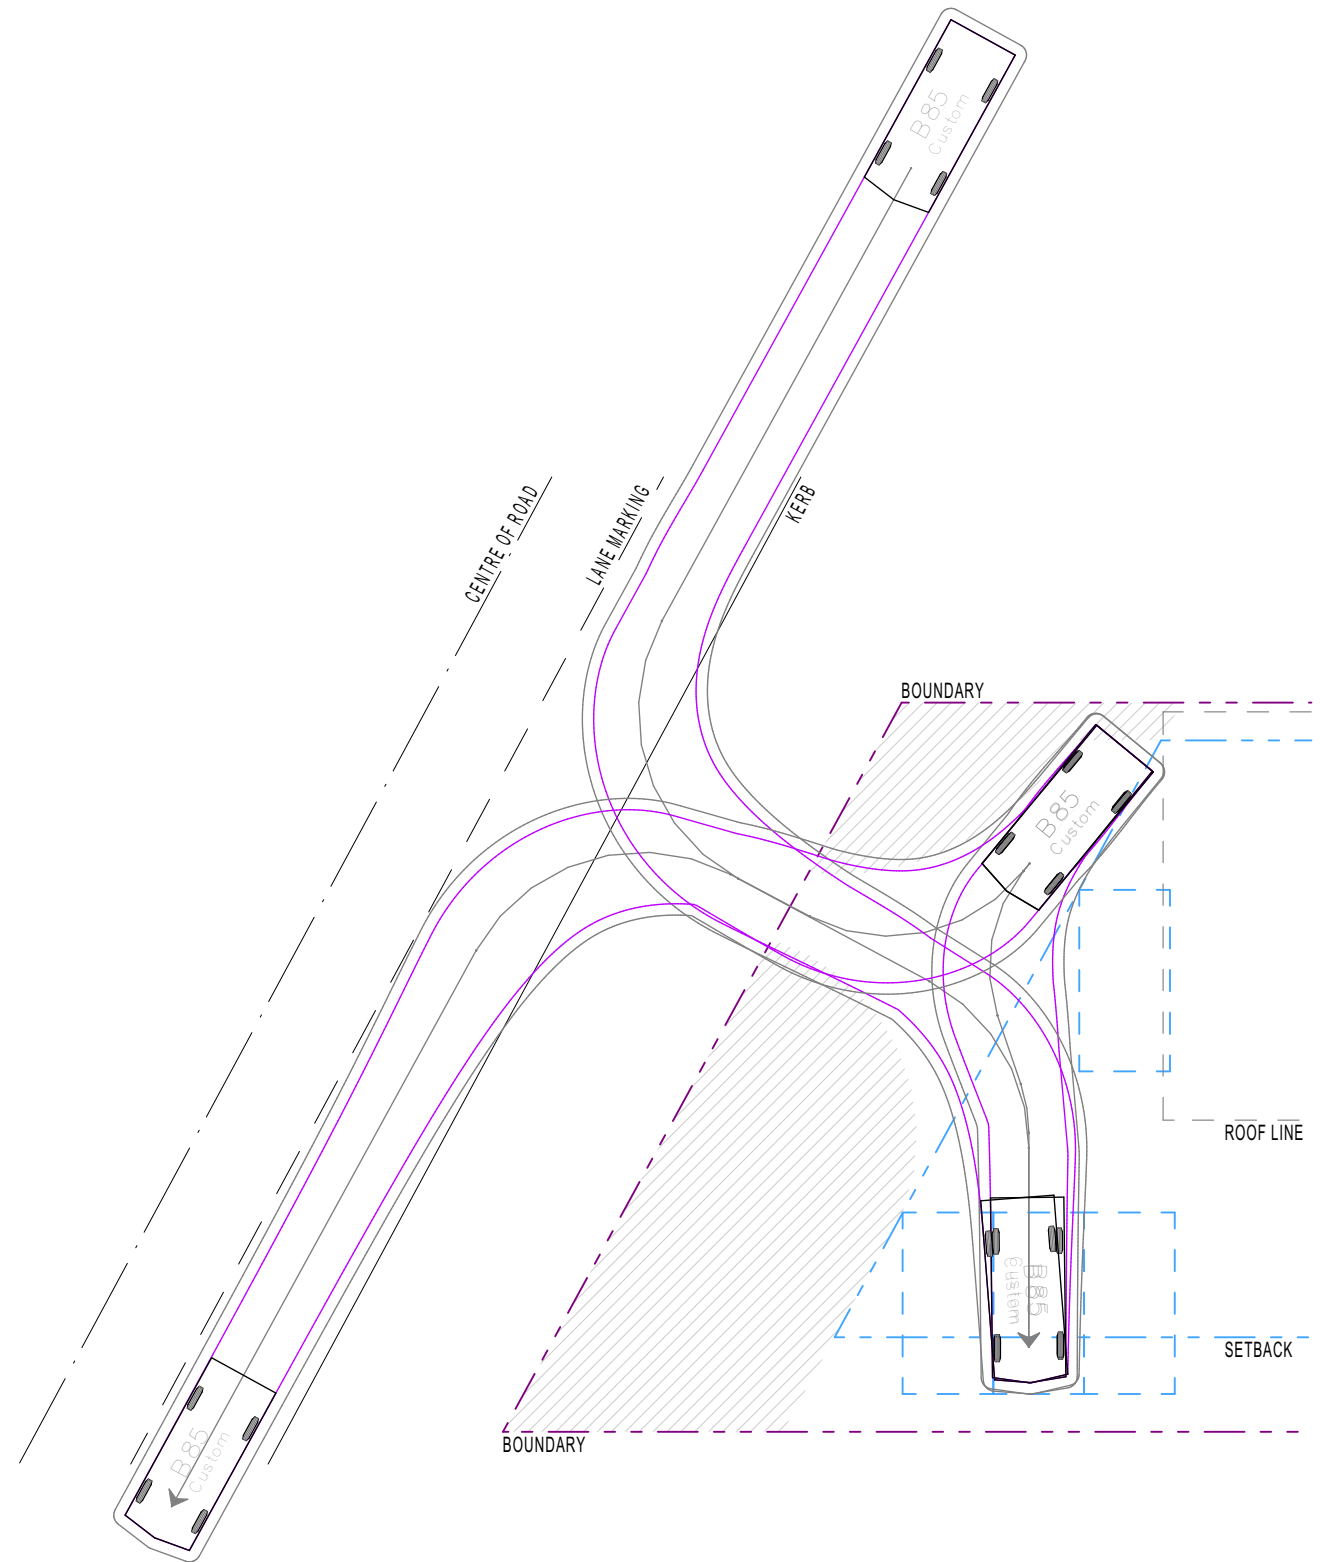 B85
Custom
CENTRE OF ROAD
LANE MARKING
KERB
BOUNDARY
B85
Custom
ROOF LINE
B85
Custom
SETBACK
BOUNDARY
B85
Custom